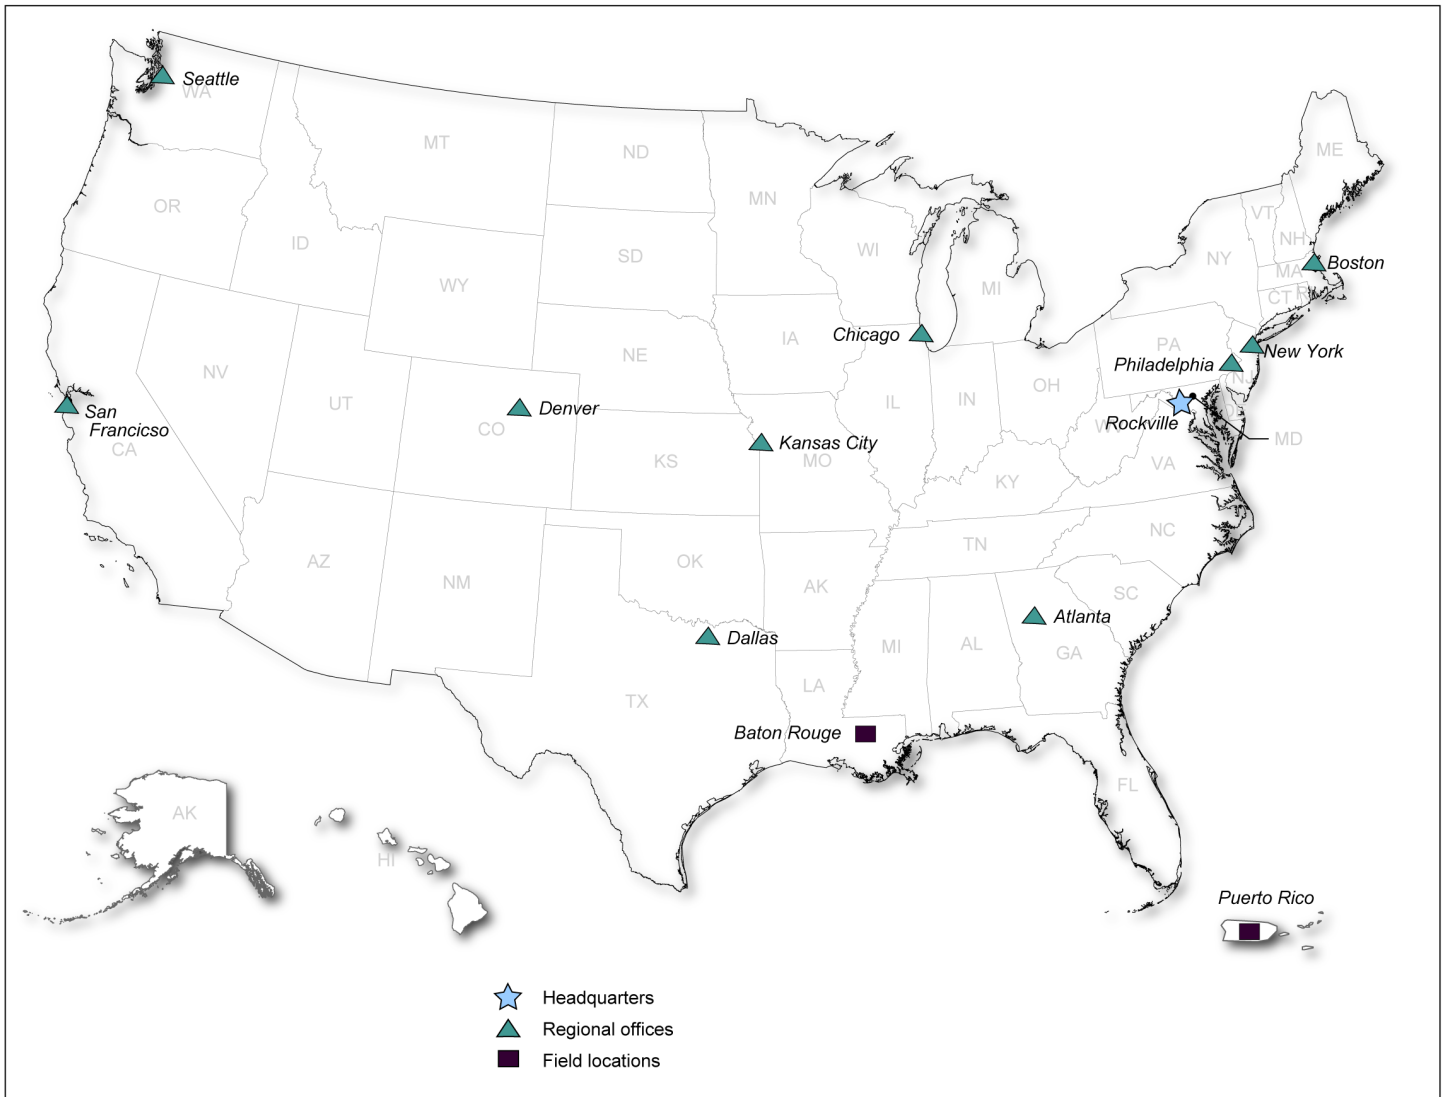 Seattle
WA
MT
ND
MN
ME
OR
ID
SD
WI
VT
NH
NY
MA
Boston
WY
MI
CT
R
Chicago
IA
NE
PA
New York
Philadelphia
NJ
NV
UT
OH
IL
IN
San
Francicso
CO
Denver
Rockville
MD
CA
Kansas City
KS
MO
VA
KY
AZ
NM
OK
AK
TN
NC
SC
Dallas
Atlanta
MI
AL
GA
TX
LA
Baton Rouge
FL
AK
HI
Puerto Rico
Headquarters
Regional offices
Field locations